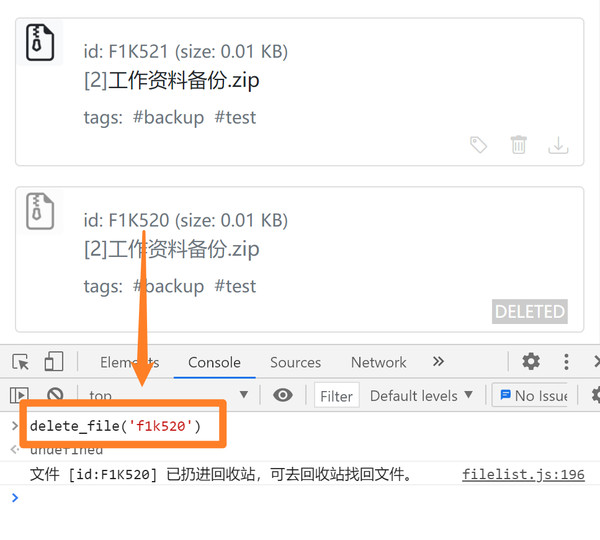 id: F1K521 (size: 0.01 KB)
[2]工作资料备份.zip
tags: #backup #test
id: F1K520 (size: 0.01 KB)
[2]工作资料备份.zip
tags: #backup #test
DELETED
Elements Console Sources Network »
top Filter Default levels ▼ No Issue
> delete_file('f1k520')
undefined
文件 [id:F1K520] 已扔进回收站，可去回收站找回文件。 filelist.js:196
>